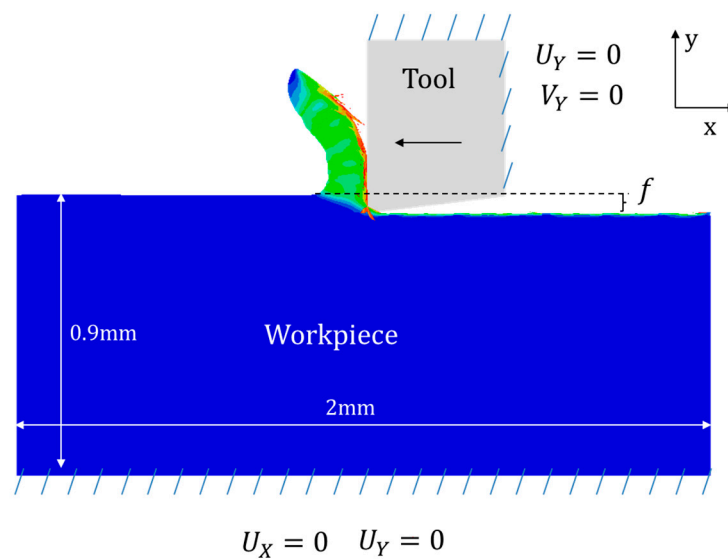 Tool
U_Y = 0
V_Y = 0
y
x
f
0.9mm
Workpiece
2mm
U_X = 0 U_Y = 0